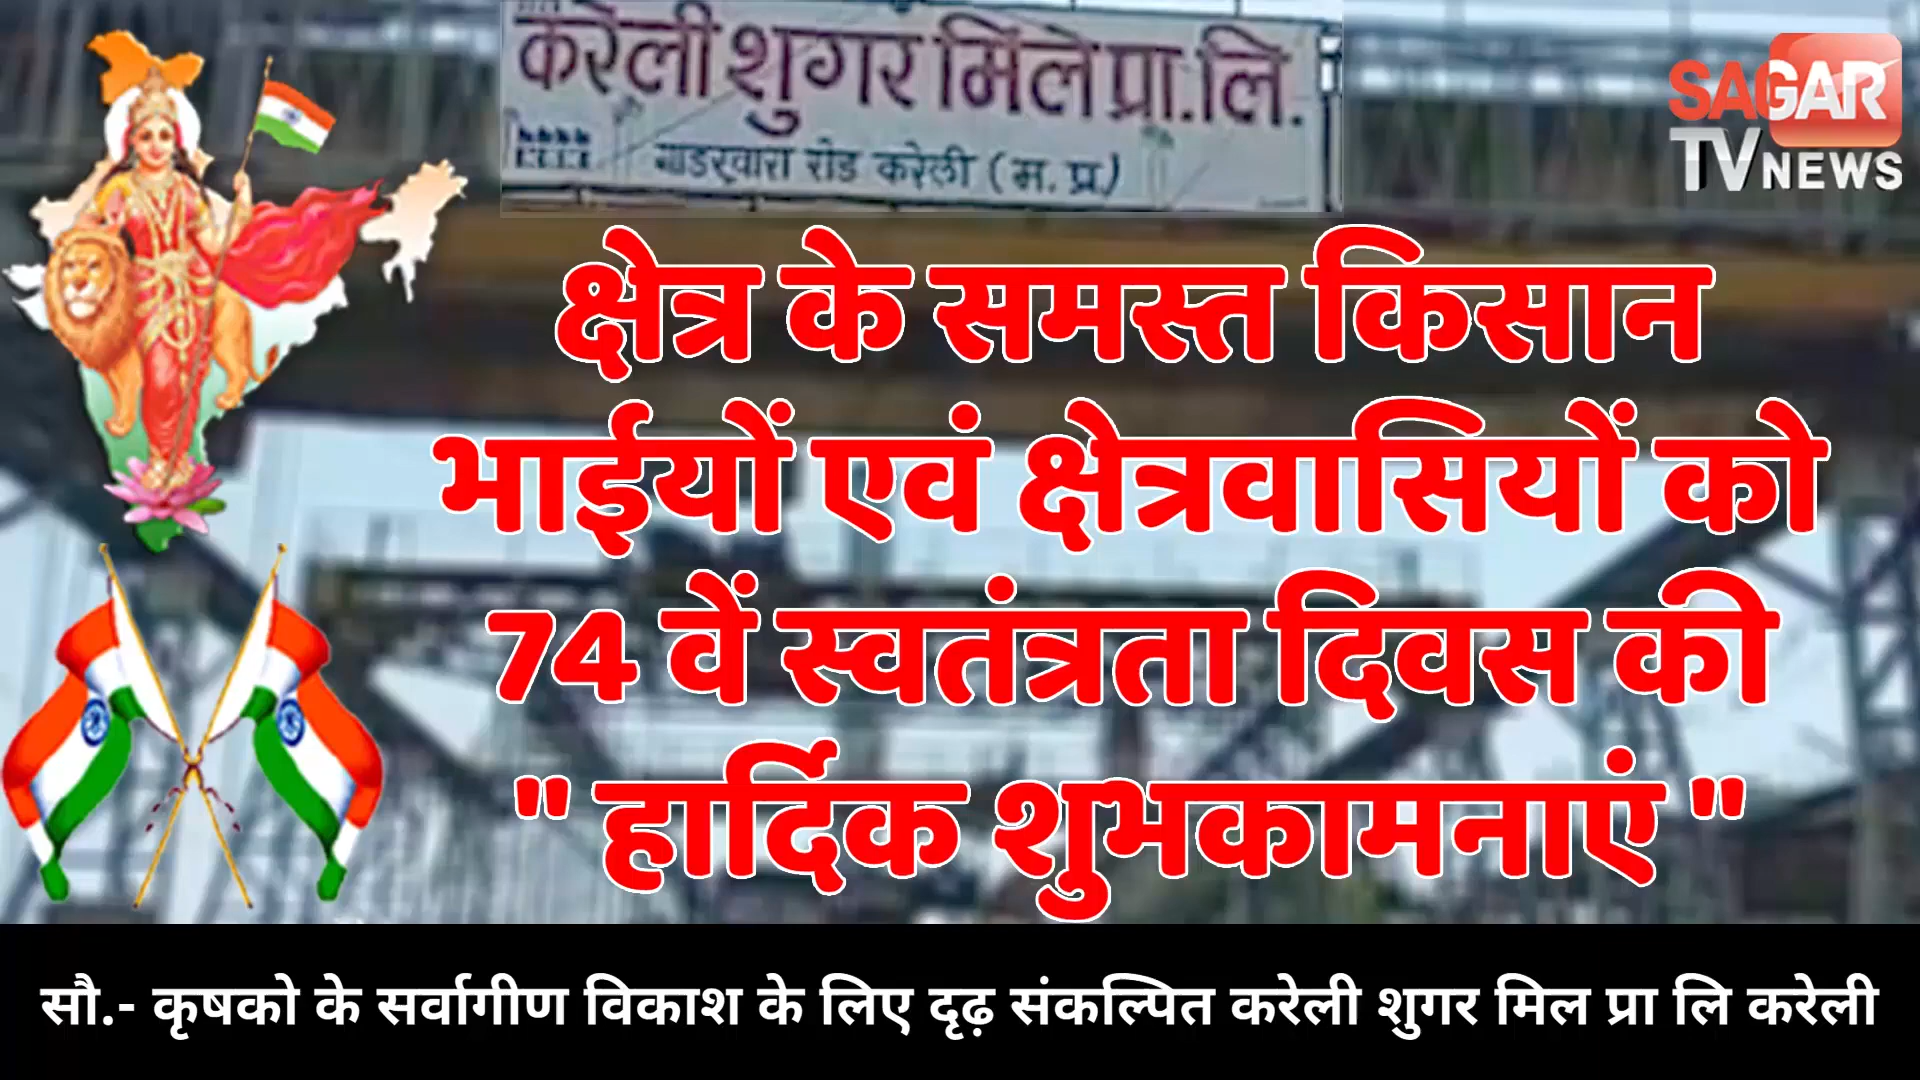 करेली शुगर मिल प्रा.लि.
गाडरवारा रोड करेली (म. प्र.)
SAGAR
TV NEWS
क्षेत्र के समस्त किसान
भाईयों एवं क्षेत्रवासियों को
74 वें स्वतंत्रता दिवस की
" हार्दिक शुभकामनाएं "
सौ.- कृषको के सर्वागीण विकाश के लिए दृढ़ संकल्पित करेली शुगर मिल प्रा लि करेली